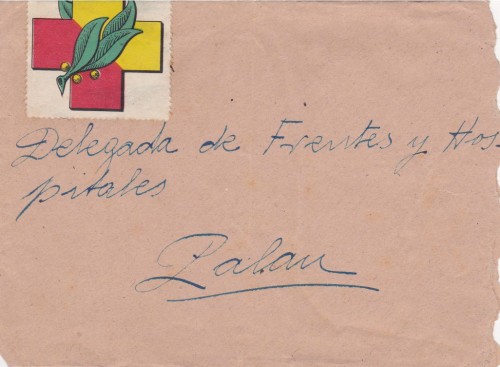 Delegada de Frentes y Hos-
pitales
Palau